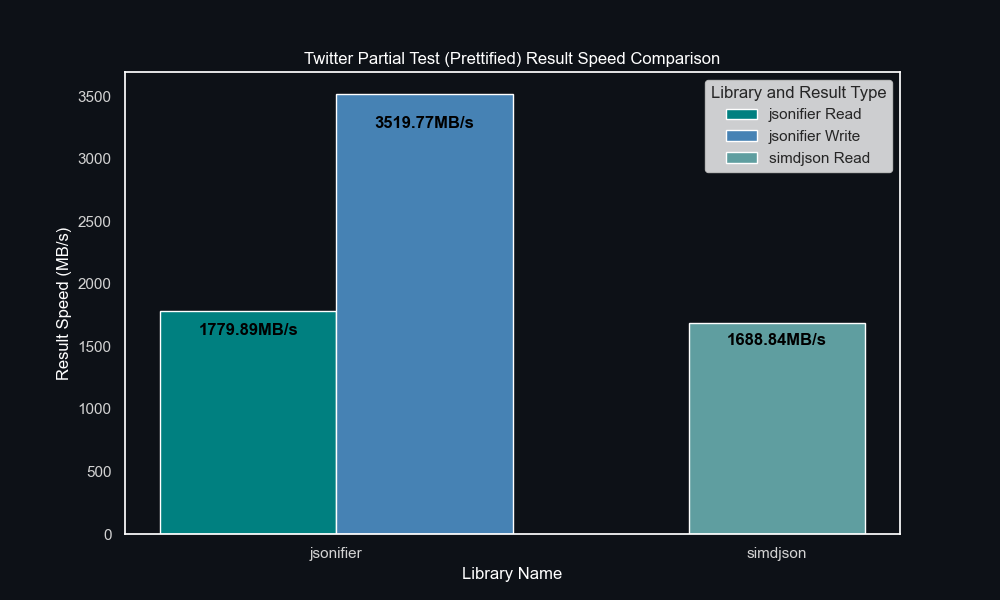 Twitter Partial Test (Prettified) Result Speed Comparison
Library and Result Type
jsonifier Read
jsonifier Write
simdjson Read
Result Speed (MB/s)
3500
3000
2500
2000
1500
1000
500
0
3519.77MB/s
1779.89MB/s
1688.84MB/s
jsonifier
simdjson
Library Name